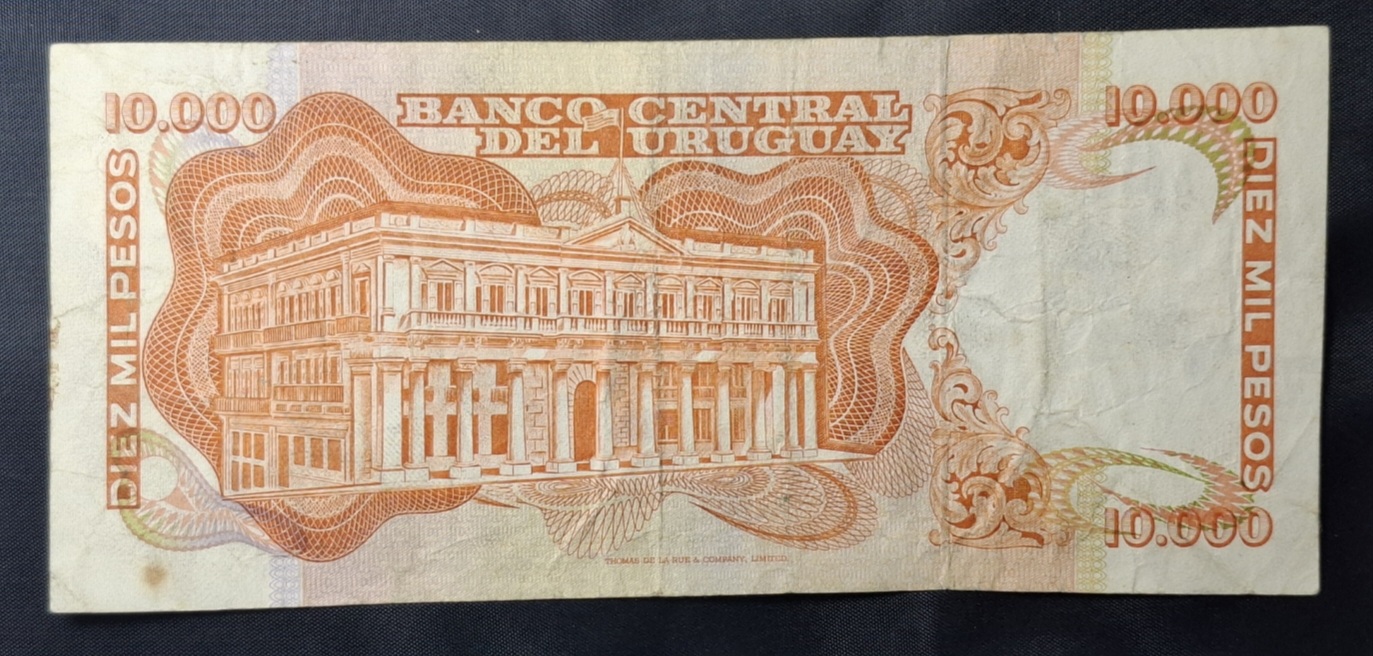 10.000
BANCO CENTRAL
DEL URUGUAY
10.000
DIEZ MIL PESOS
DIEZ MIL PESOS
10.000
THOMAS DE LA RUE & COMPANY, LIMITED.